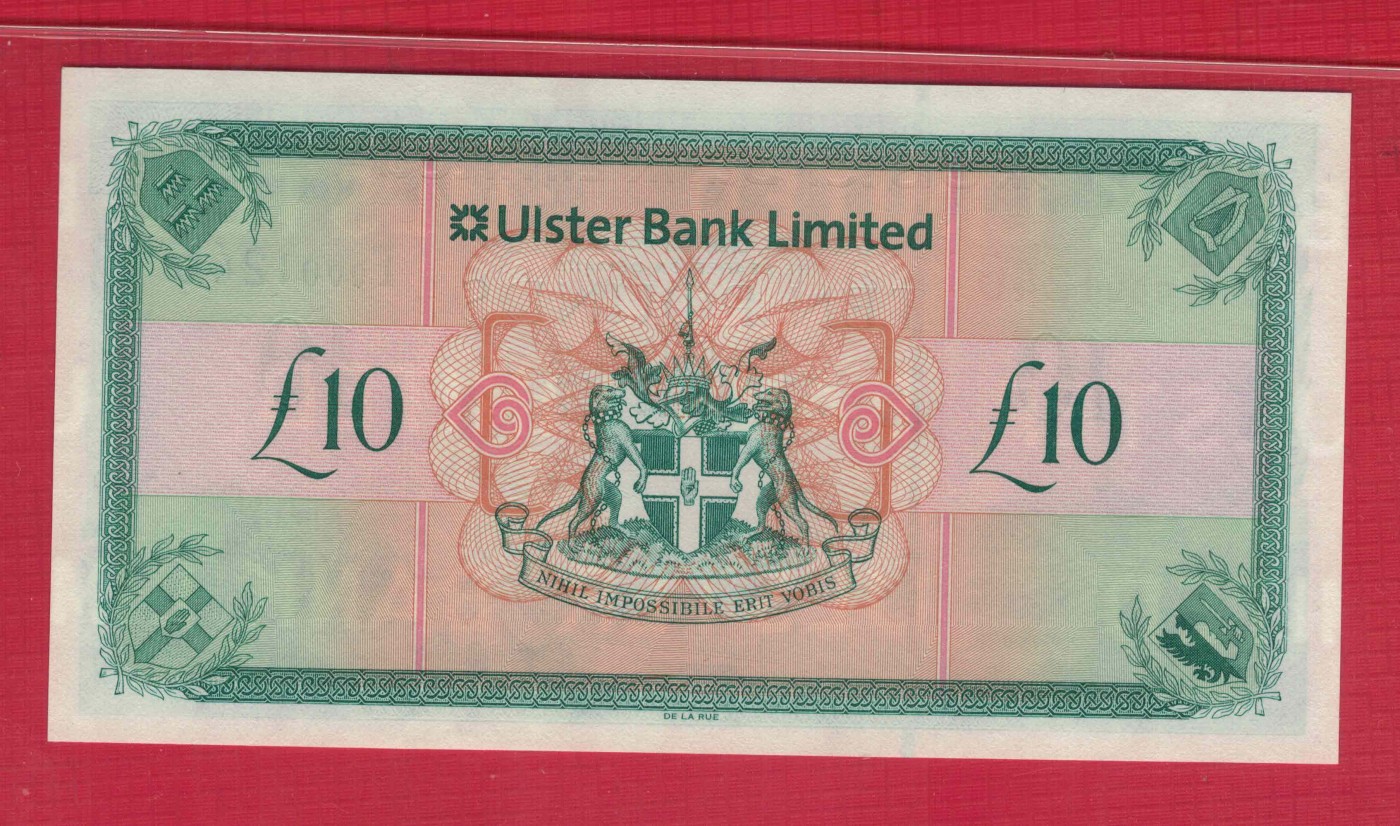 Ulster Bank Limited
£10 £10
NIHIL IMPOSSIBILE ERIT VOBIS
DE LA RUE